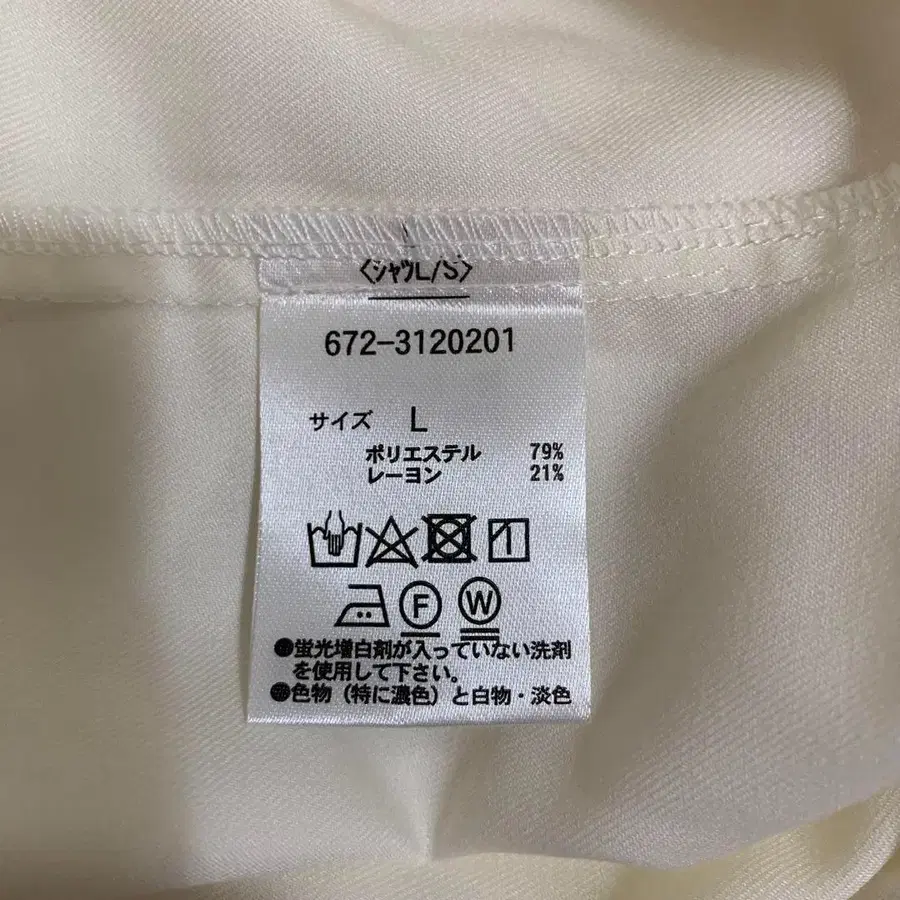 〈シャツL/S〉
672-3120201
サイズ L
ポリエステル 79%
レーヨン 21%
F W
●蛍光増白剤が入っていない洗剤
を使用して下さい。
●色物（特に濃色）と白物・淡色